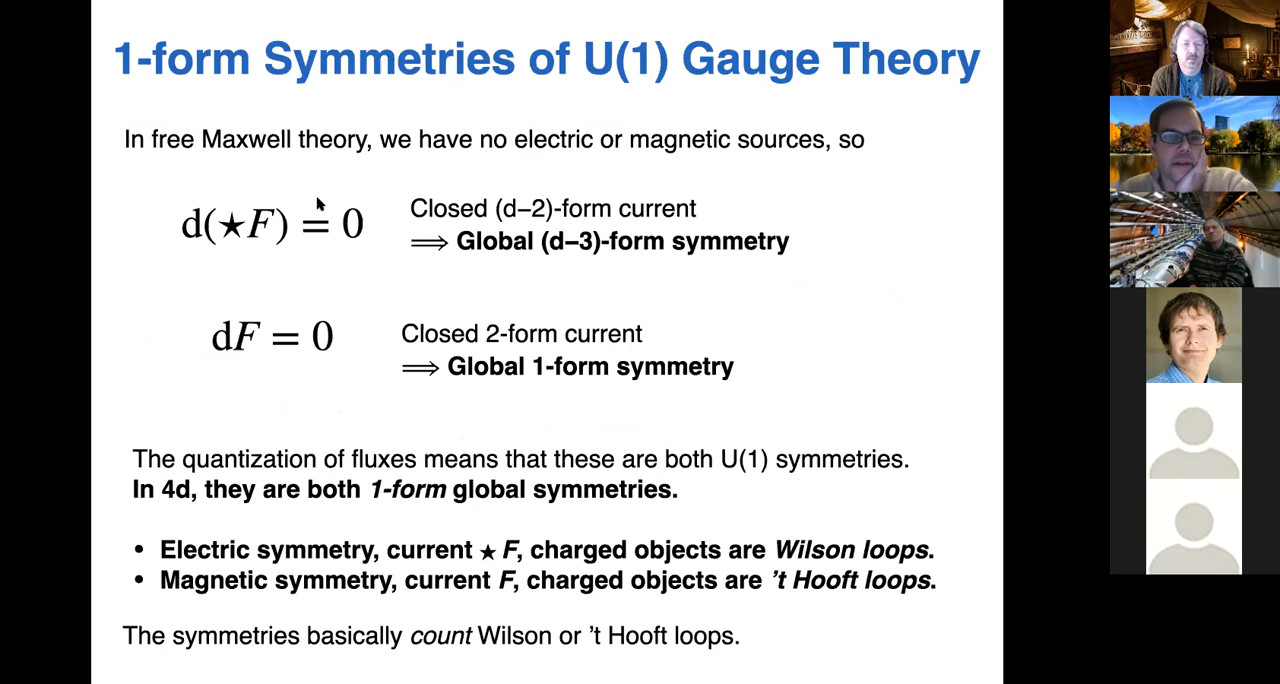 1-form Symmetries of U(1) Gauge Theory
In free Maxwell theory, we have no electric or magnetic sources, so
d(★F) = 0
Closed (d–2)-form current
⟹ Global (d–3)-form symmetry
dF = 0
Closed 2-form current
⟹ Global 1-form symmetry
The quantization of fluxes means that these are both U(1) symmetries.
In 4d, they are both 1-form global symmetries.
• Electric symmetry, current ★ F, charged objects are Wilson loops.
• Magnetic symmetry, current F, charged objects are ’t Hooft loops.
The symmetries basically count Wilson or ’t Hooft loops.